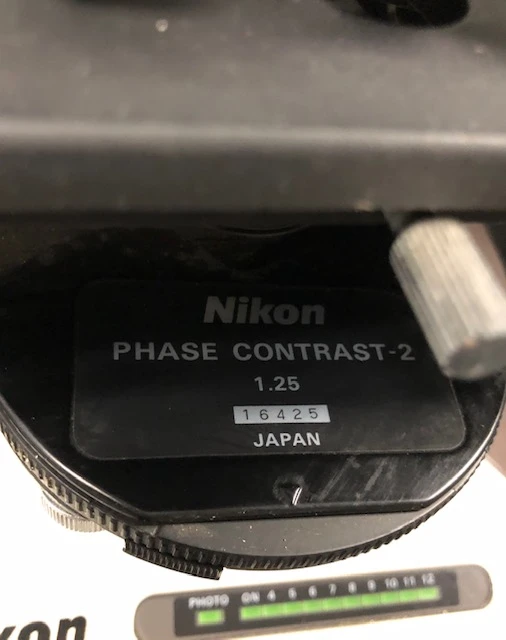 Nikon
PHASE CONTRAST-2
1.25
16425
JAPAN
PHOTO ON 4 5 6 7 8 9 10 11 12